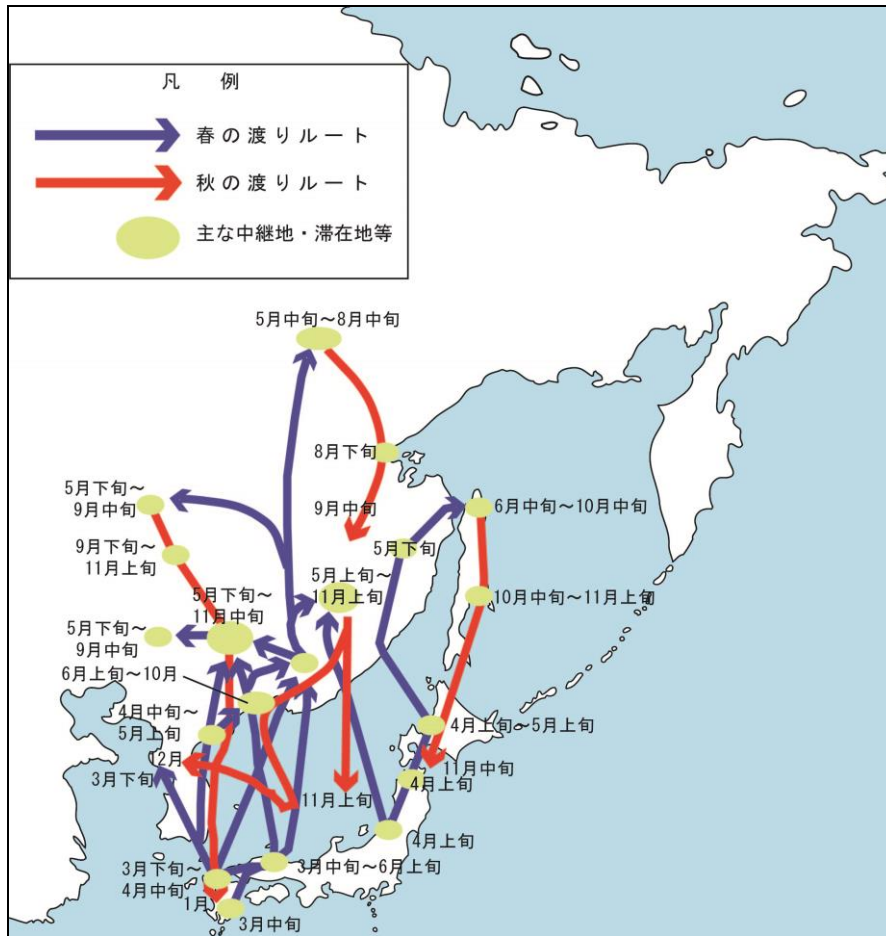 凡　例
春の渡りルート
秋の渡りルート
主な中継地・滞在地等
5月中旬～8月中旬
8月下旬
5月下旬～
9月中旬
9月中旬
6月中旬～10月中旬
9月下旬～
11月上旬
5月下旬
5月上旬～
11月上旬
10月中旬～11月上旬
5月下旬～
11月中旬
5月下旬～
9月中旬
6月上旬～10月
4月中旬～
5月上旬
4月上旬～5月上旬
12月
3月下旬
11月中旬
4月上旬
11月上旬
4月上旬
3月下旬～
4月中旬
3月中旬～6月上旬
1月
3月中旬